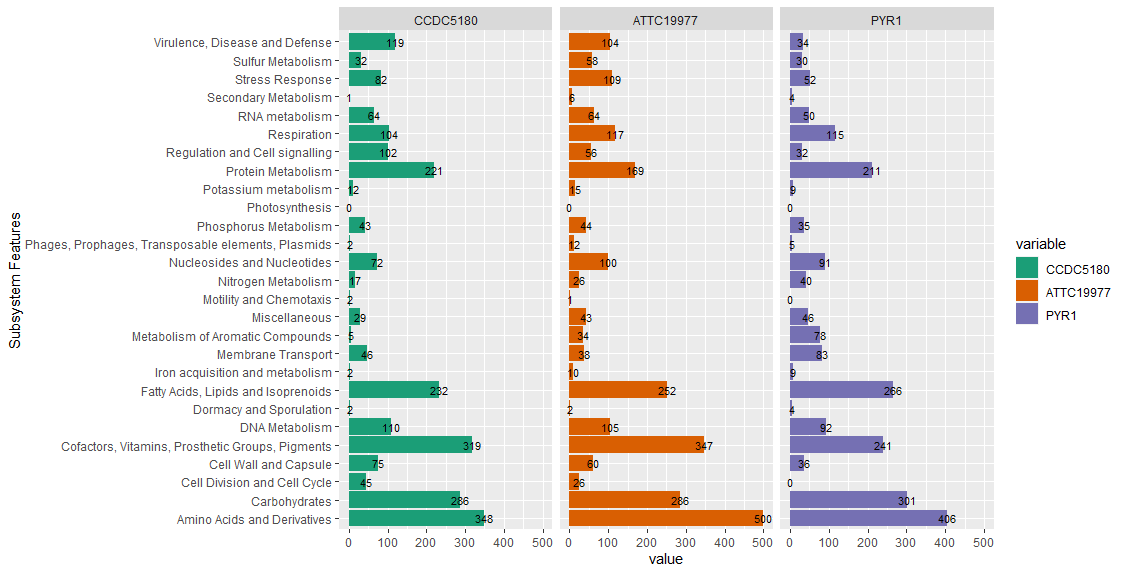 CCDC5180 ATTC19977 PYR1
Virulence, Disease and Defense 119 104 34
Sulfur Metabolism 32 58 30
Stress Response 82 109 52
Secondary Metabolism 1 6 4
RNA metabolism 64 64 50
Respiration 104 117 115
Regulation and Cell signalling 102 56 32
Protein Metabolism 221 169 211
Potassium metabolism 12 15 9
Photosynthesis 0 0 0
Phosphorus Metabolism 43 44 35
Phages, Prophages, Transposable elements, Plasmids 2 12 5
Nucleosides and Nucleotides 72 100 91
Nitrogen Metabolism 17 26 40
Motility and Chemotaxis 2 1 0
Miscellaneous 29 43 46
Metabolism of Aromatic Compounds 5 34 78
Membrane Transport 46 38 83
Iron acquisition and metabolism 2 10 9
Fatty Acids, Lipids and Isoprenoids 232 252 266
Dormacy and Sporulation 2 2 4
DNA Metabolism 110 105 92
Cofactors, Vitamins, Prosthetic Groups, Pigments 319 347 241
Cell Wall and Capsule 75 60 36
Cell Division and Cell Cycle 45 26 0
Carbohydrates 286 286 301
Amino Acids and Derivatives 348 500 406
0 100 200 300 400 500 0 100 200 300 400 500 0 100 200 300 400 500
value
Subsystem Features
variable
CCDC5180
ATTC19977
PYR1